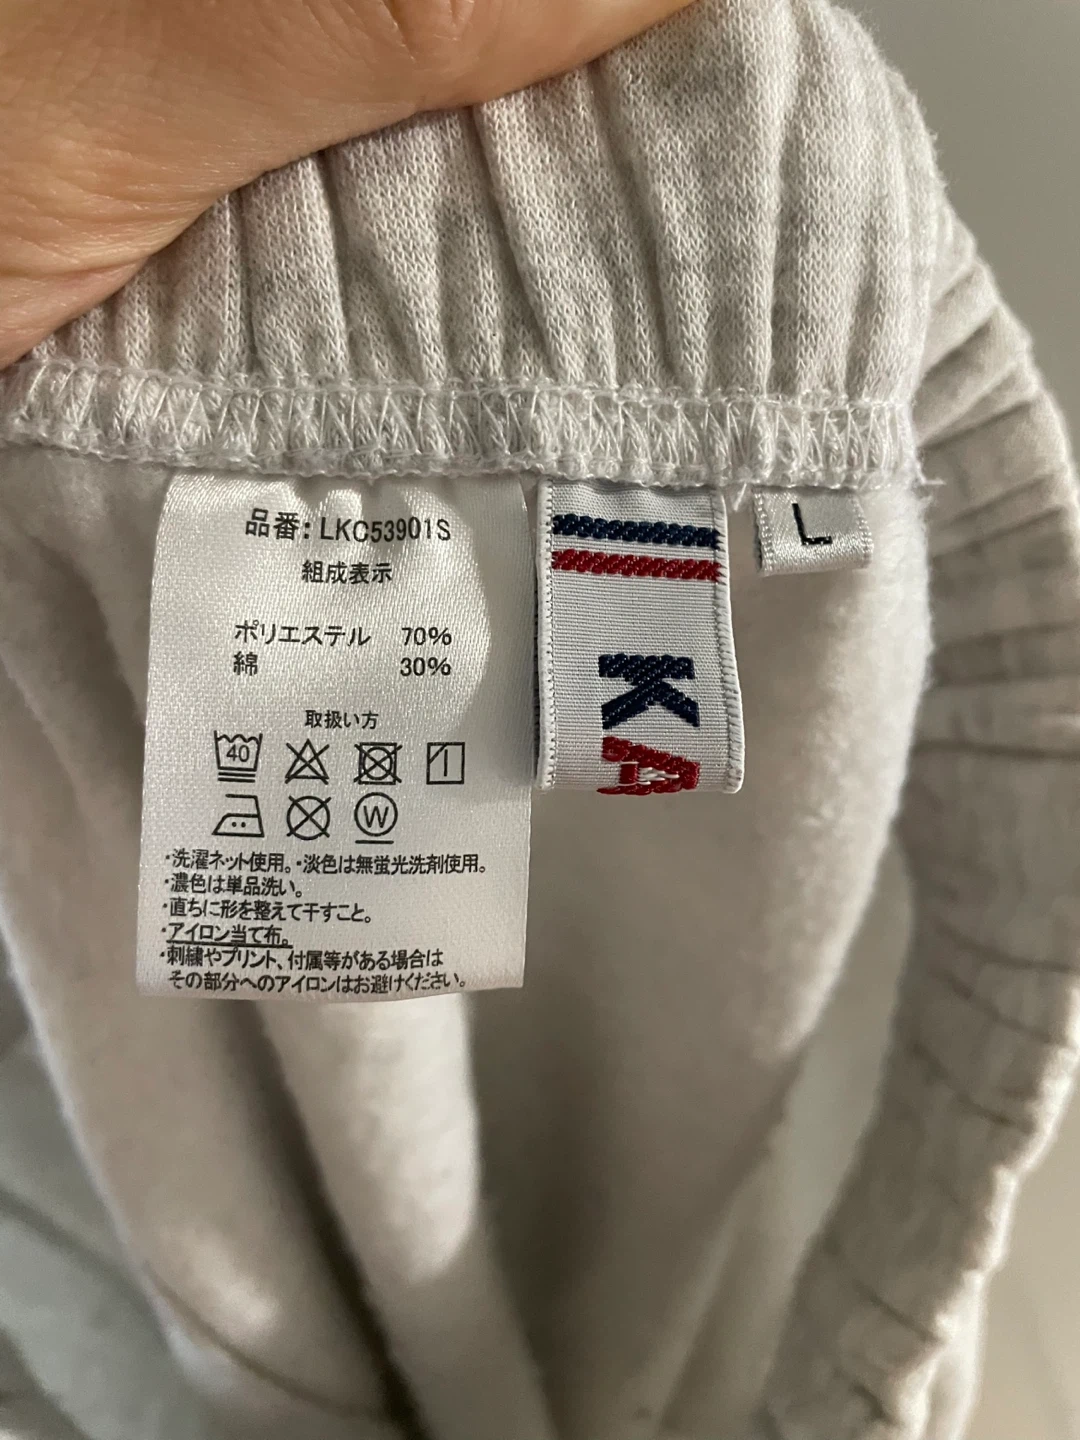 品番: LKC53901S
組成表示
ポリエステル 70%
綿 30%
取扱い方
40
W
・洗濯ネット使用。・淡色は無蛍光洗剤使用。
・濃色は単品洗い。
・直ちに形を整えて干すこと。
・アイロン当て布。
・刺繍やプリント、付属等がある場合は
その部分へのアイロンはお避けください。
KA
L